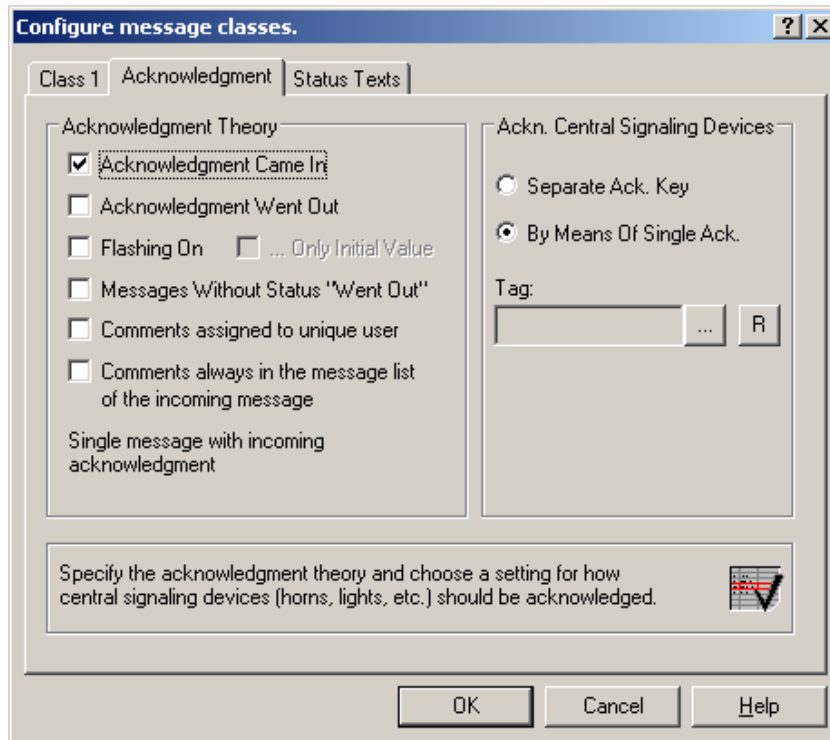 Configure message classes.
Class 1
Acknowledgment
Status Texts
Acknowledgment Theory
Acknowledgment Came In
Acknowledgment Went Out
Flashing On
... Only Initial Value
Messages Without Status "Went Out"
Comments assigned to unique user
Comments always in the message list
of the incoming message
Single message with incoming
acknowledgment
Ackn. Central Signaling Devices
Separate Ack. Key
By Means Of Single Ack.
Tag:
...
R
Specify the acknowledgment theory and choose a setting for how
central signaling devices (horns, lights, etc.) should be acknowledged.
OK
Cancel
Help